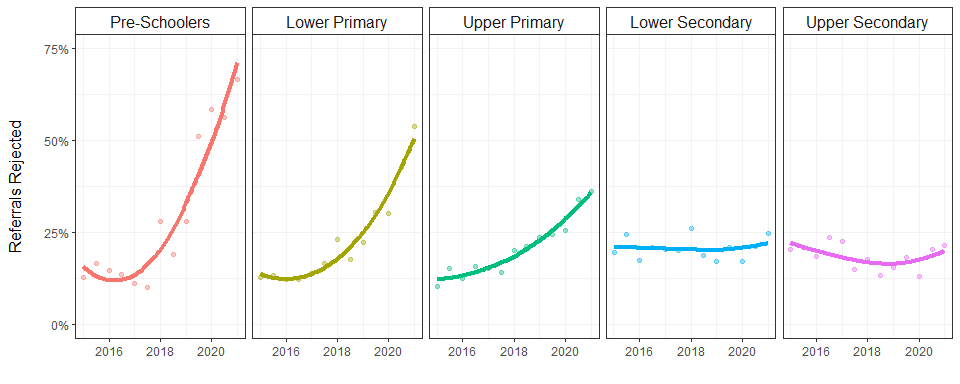 Pre-Schoolers
Lower Primary
Upper Primary
Lower Secondary
Upper Secondary
Referrals Rejected
75%
50%
25%
0%
2016 2018 2020
2016 2018 2020
2016 2018 2020
2016 2018 2020
2016 2018 2020